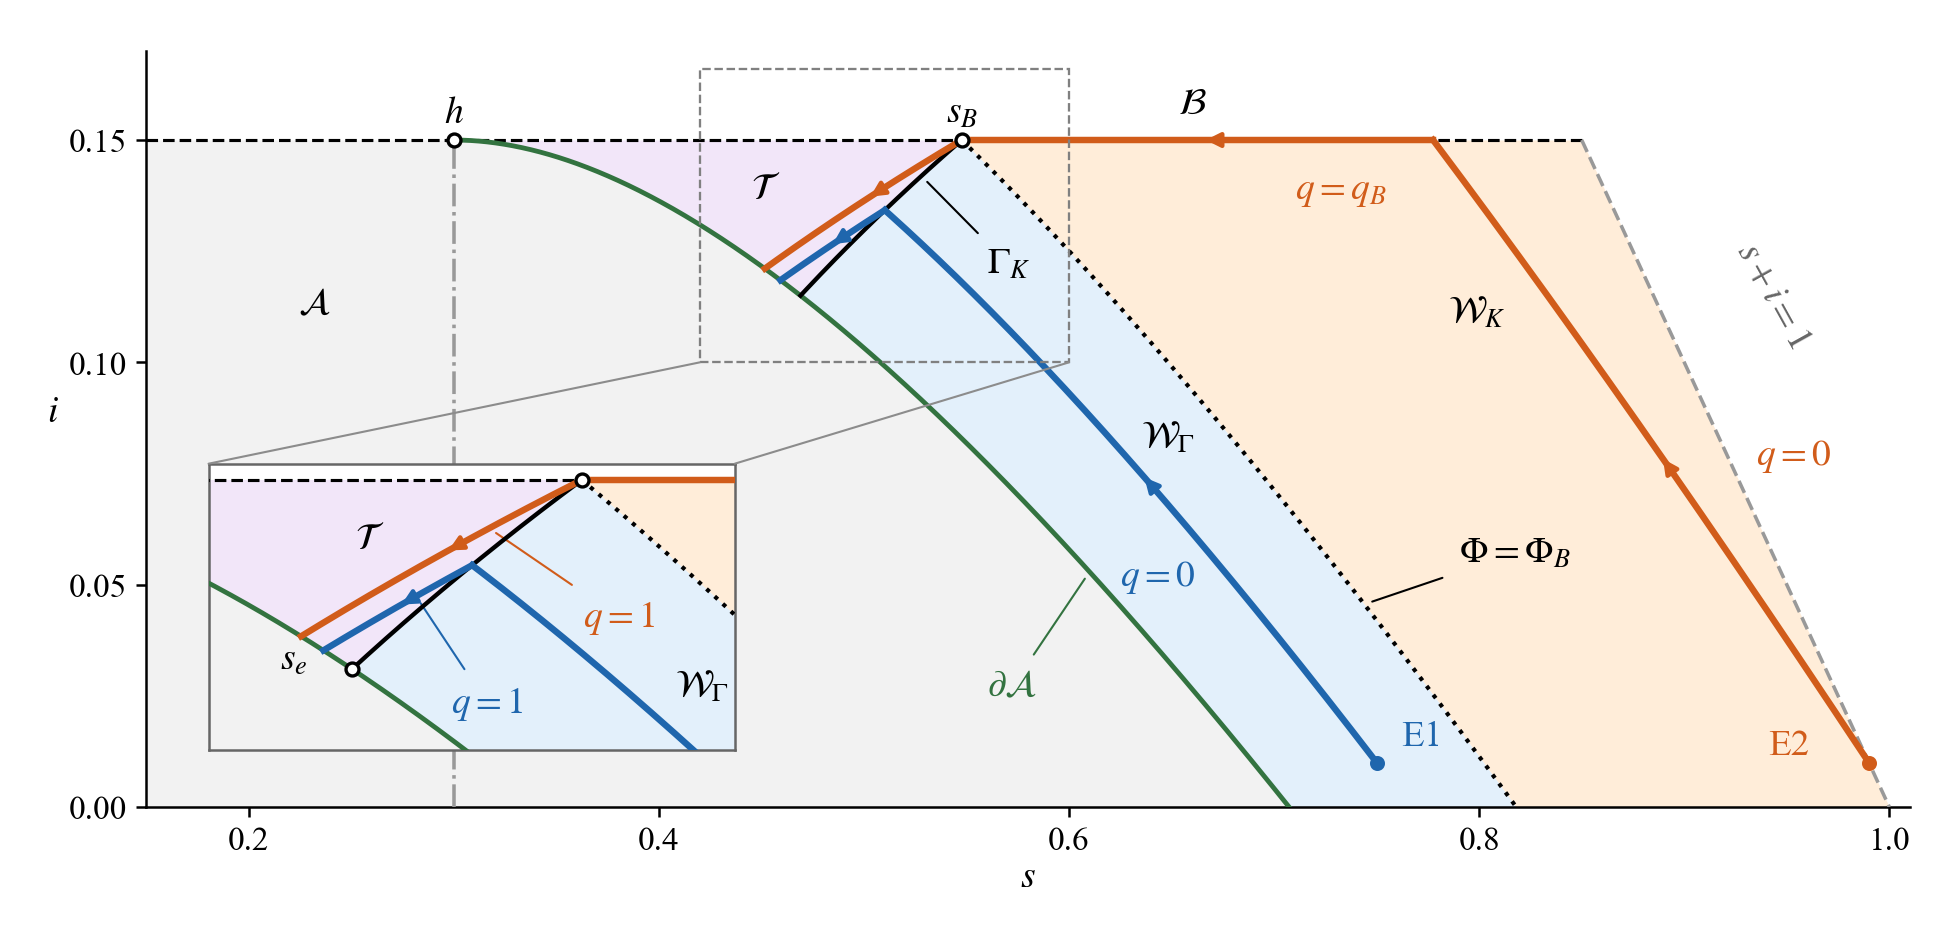 h
s_B
ℬ
0.15
𝒯
q = q_B
Γ_K
s+i=1
𝒜
𝒲_K
0.10
i
𝒲_Γ
q = 0
𝒯
Φ = Φ_B
0.05
q = 0
q = 1
s_e
𝒲_Γ
∂𝒜
q = 1
E1
E2
0.00
0.2
0.4
0.6
0.8
1.0
s